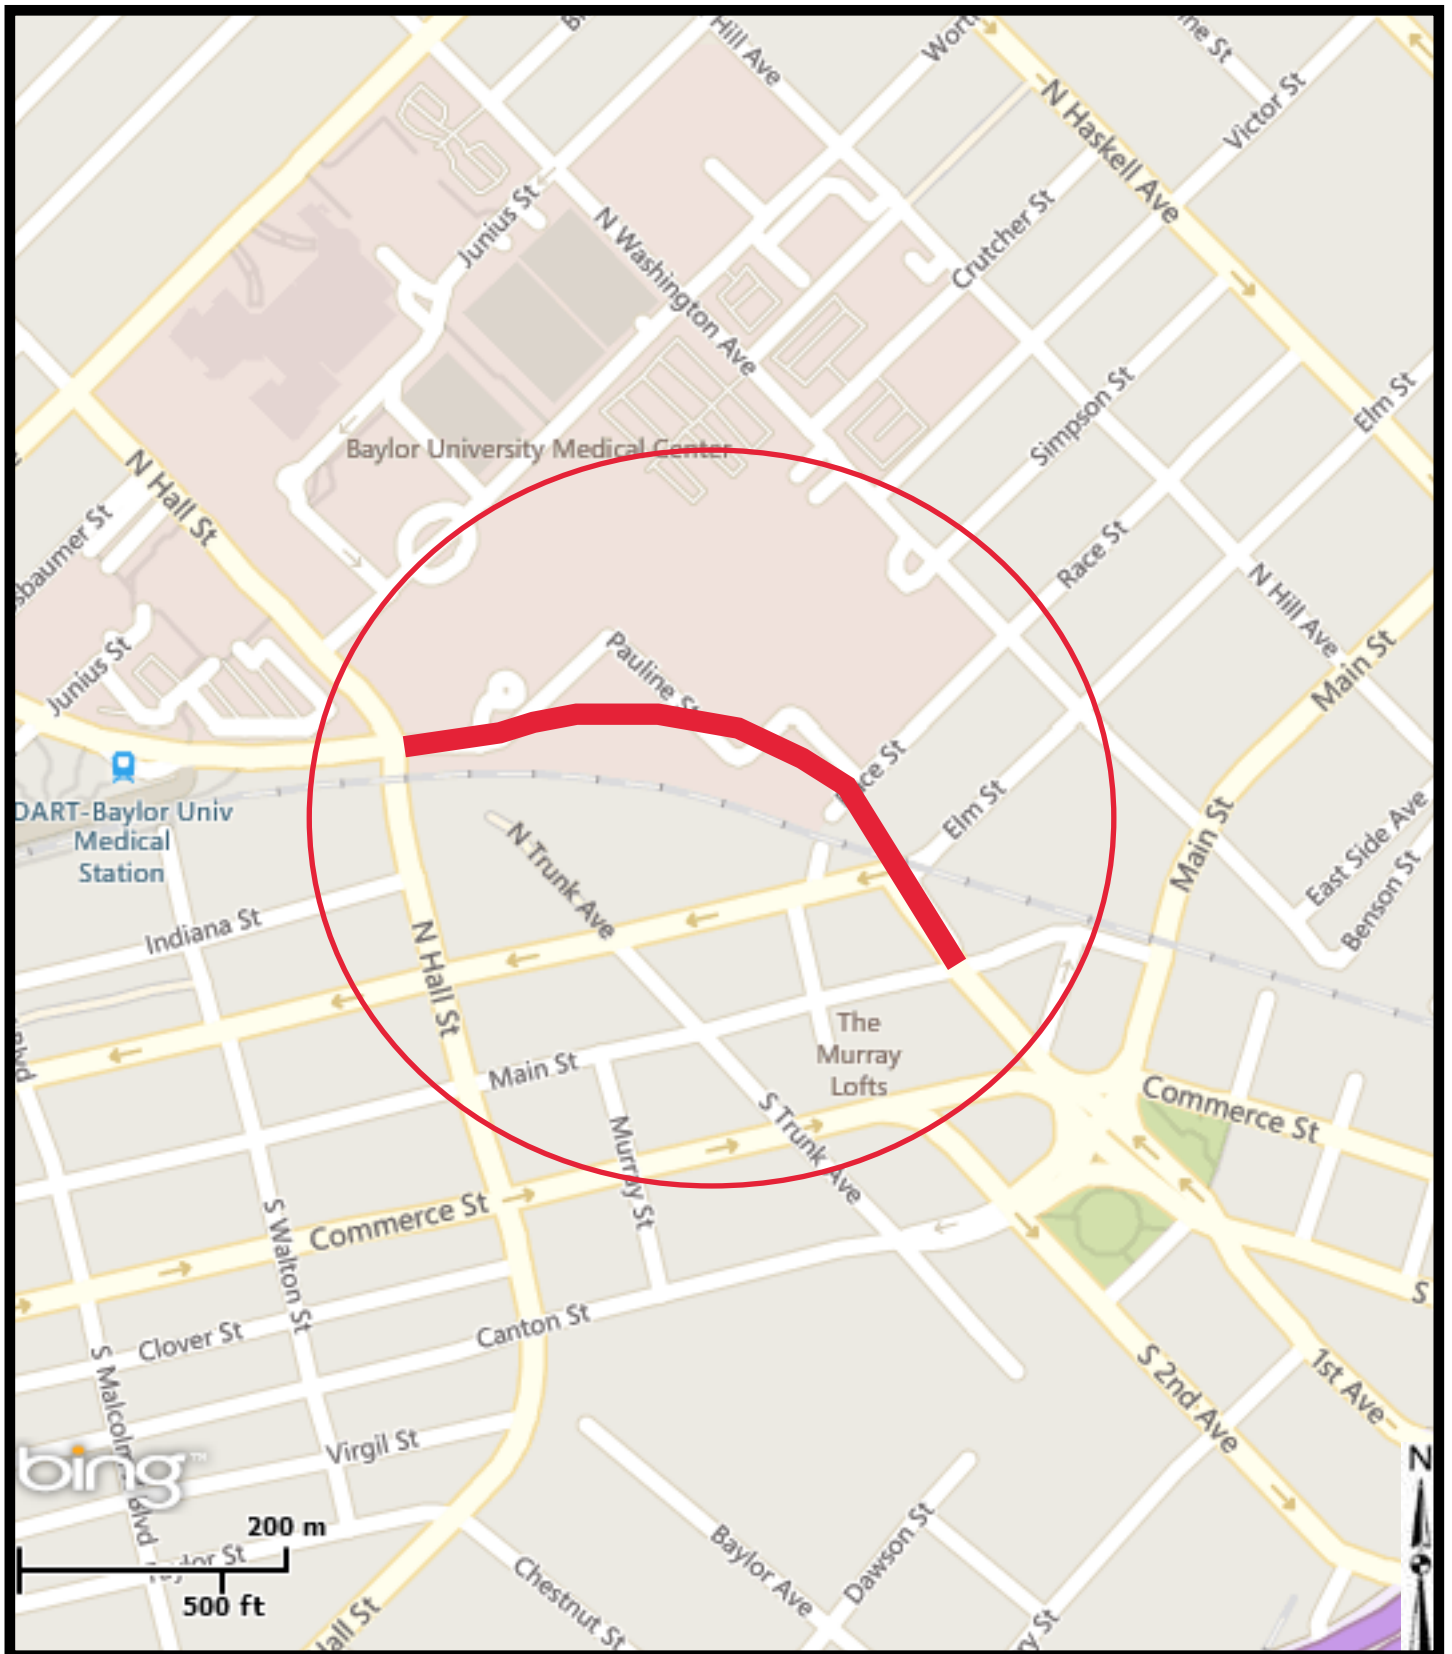 Hill Ave
N Haskell Ave
Victor St
Junius St
N Washington Ave
Crutcher St
Simpson St
Elm St
Baylor University Medical Center
N Hall St
Race St
N Hill Ave
Main St
Junius St
Pauline St
Elm St
DART-Baylor Univ
Medical
Station
N Trunk Ave
Main St
East Side Ave
Benson St
Indiana St
N Hall St
The
Murray
Lofts
Main St
S Trunk Ave
Commerce St
Murray St
Commerce St
S Walton St
Clover St
Canton St
S 2nd Ave
1st Ave
Virgil St
bing™
N
200 m
500 ft
Baylor Ave
Dawson St
Chestnut St